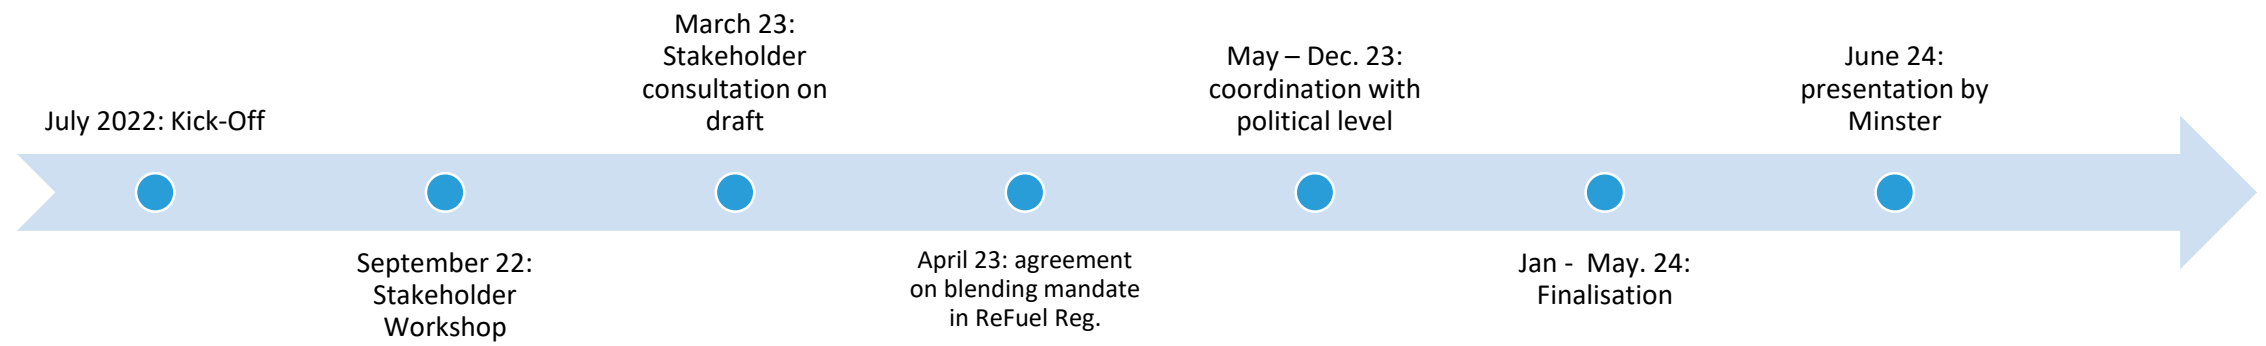 July 2022: Kick-Off
September 22:
Stakeholder
Workshop
March 23:
Stakeholder
consultation on
draft
April 23: agreement
on blending mandate
in ReFuel Reg.
May – Dec. 23:
coordination with
political level
Jan -  May. 24:
Finalisation
June 24:
presentation by
Minster